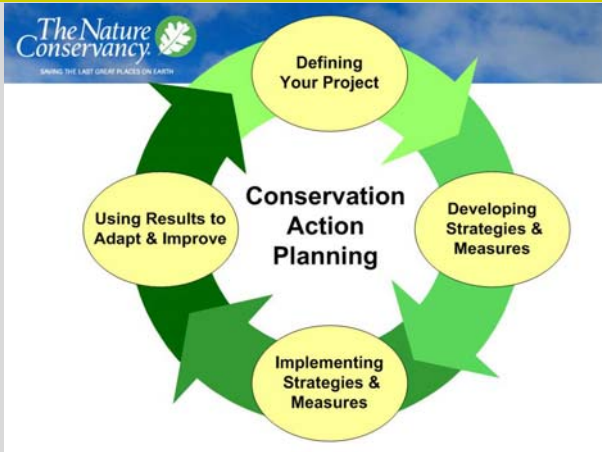 The Nature
Conservancy.
SAVING THE LAST GREAT PLACES ON EARTH
Defining
Your Project
Conservation
Action
Planning
Developing
Strategies &
Measures
Using Results to
Adapt & Improve
Implementing
Strategies &
Measures